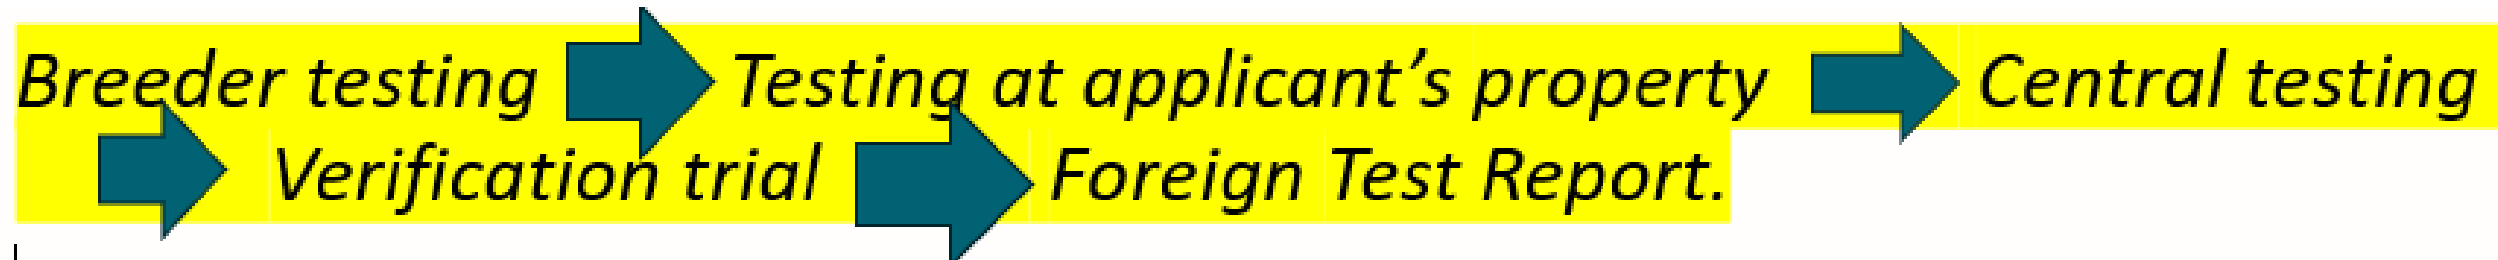 Breeder testing Testing at applicant’s property Central testing
Verification trial Foreign Test Report.